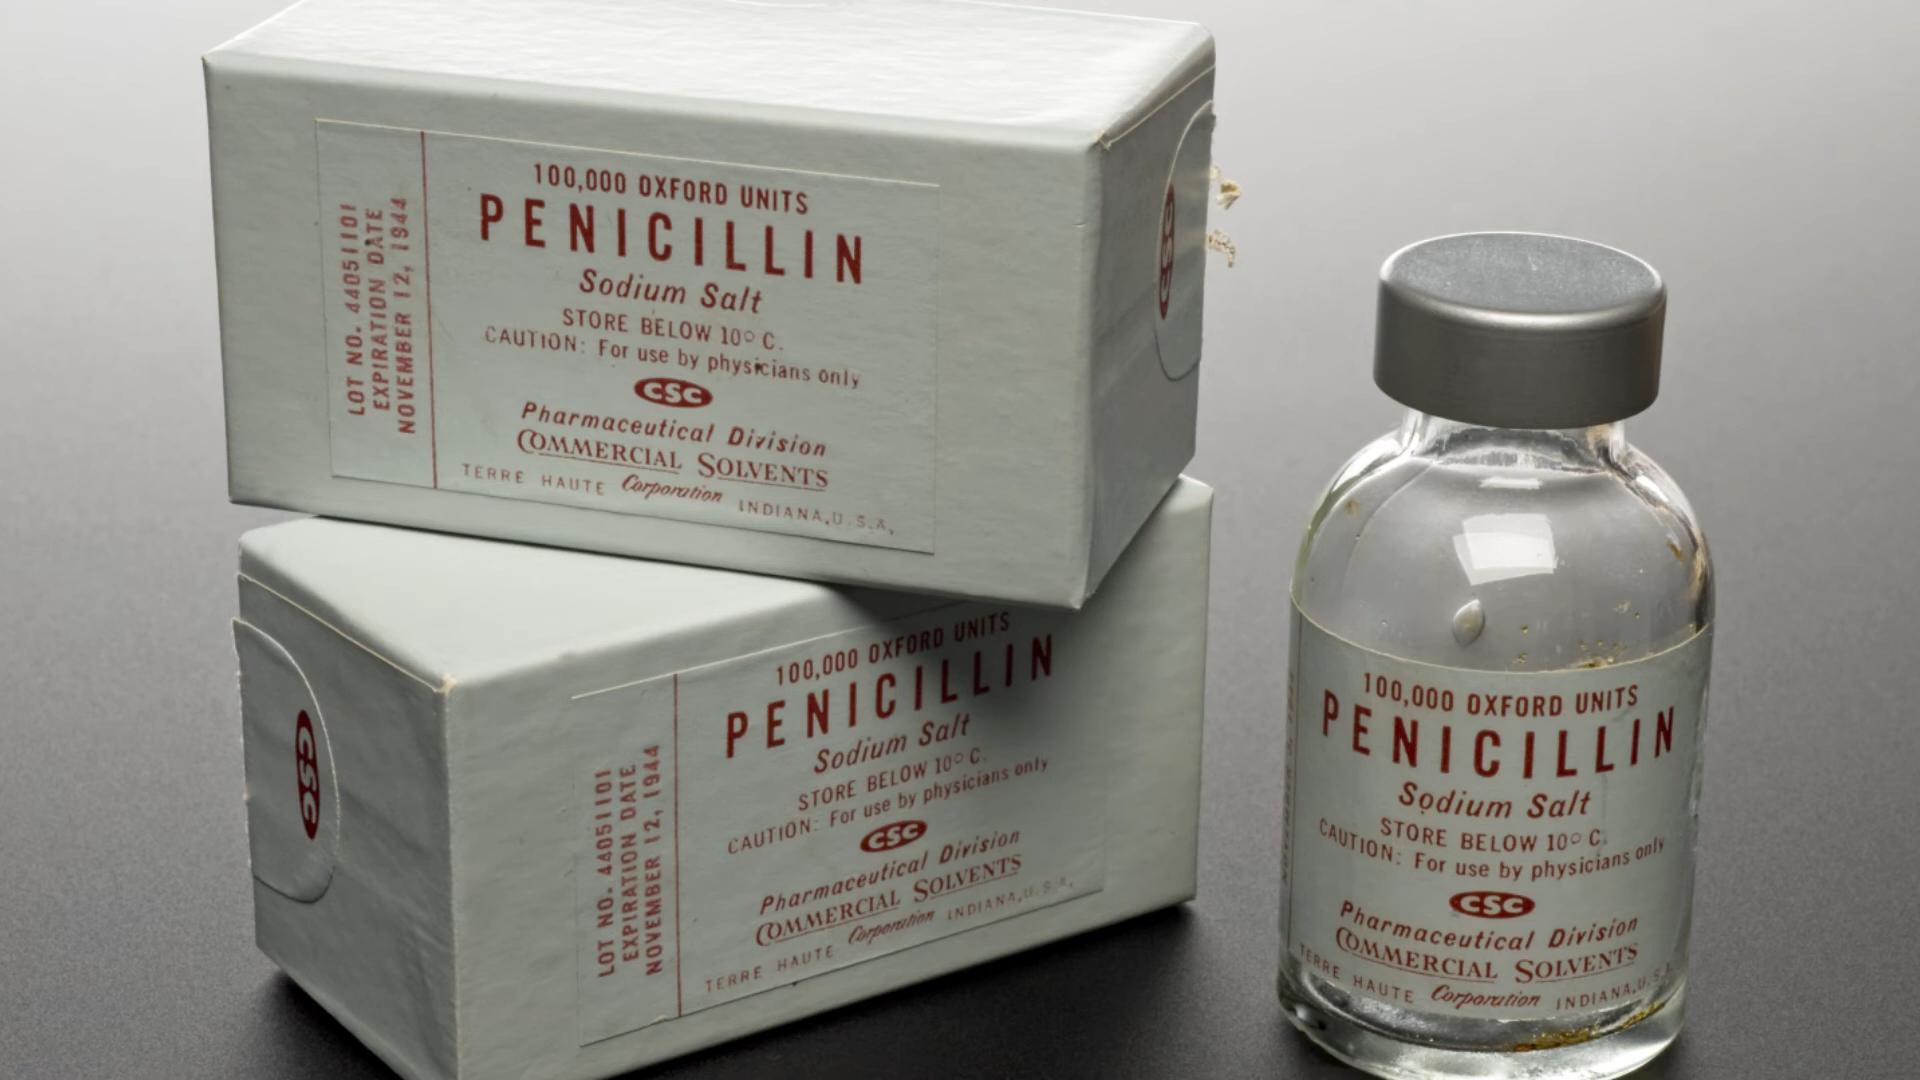 100,000 OXFORD UNITS
PENICILLIN
Sodium Salt
STORE BELOW 10° C.
CAUTION: For use by physicians only
CSC
Pharmaceutical Division
COMMERCIAL SOLVENTS
TERRE HAUTE Corporation INDIANA, U.S.A.
LOT NO. 44051101
EXPIRATION DATE
NOVEMBER 12, 1944
CSC
100,000 OXFORD UNITS
PENICILLIN
Sodium Salt
STORE BELOW 10° C.
CAUTION: For use by physicians only
CSC
Pharmaceutical Division
COMMERCIAL SOLVENTS
TERRE HAUTE Corporation INDIANA, U.S.A.
LOT NO. 44051101
EXPIRATION DATE
NOVEMBER 12, 1944
CSC
100,000 OXFORD UNITS
PENICILLIN
Sodium Salt
STORE BELOW 10° C.
CAUTION: For use by physicians only
CSC
Pharmaceutical Division
COMMERCIAL SOLVENTS
TERRE HAUTE Corporation INDIANA, U.S.